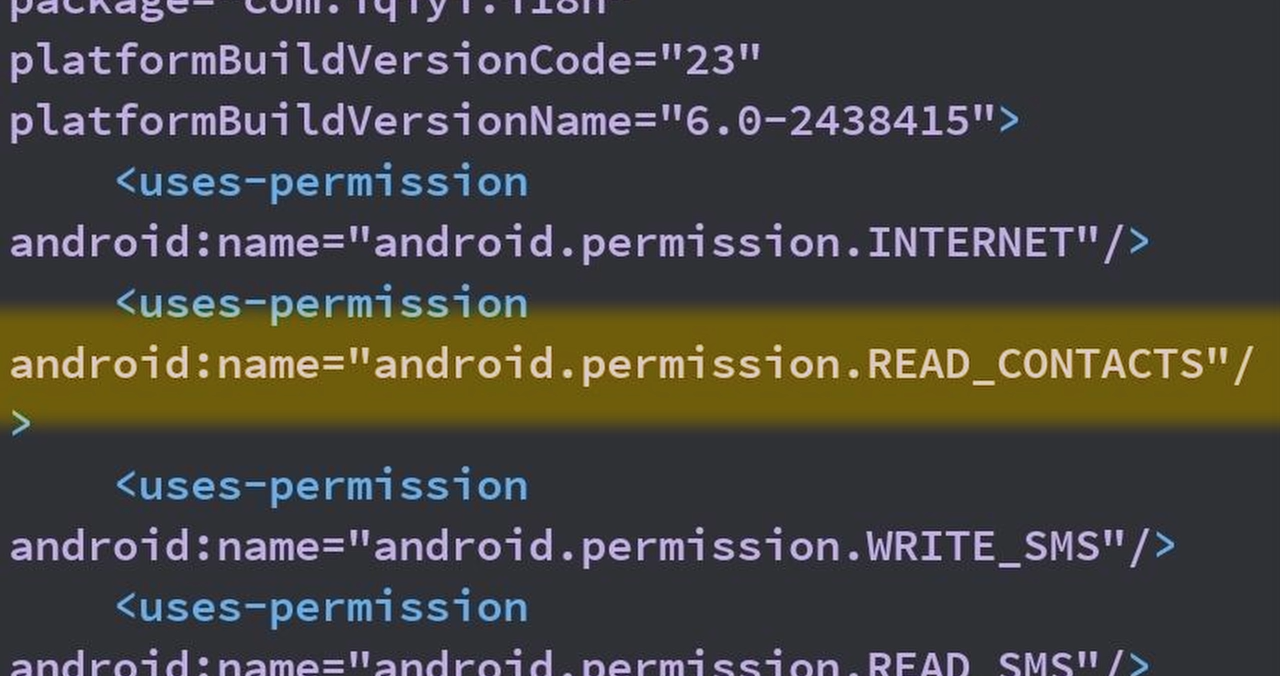 platformBuildVersionCode="23"
platformBuildVersionName="6.0-2438415">
<uses-permission
android:name="android.permission.INTERNET"/>
<uses-permission
android:name="android.permission.READ_CONTACTS"/
>
<uses-permission
android:name="android.permission.WRITE_SMS"/>
<uses-permission
android:name="android.permission.READ_SMS"/>